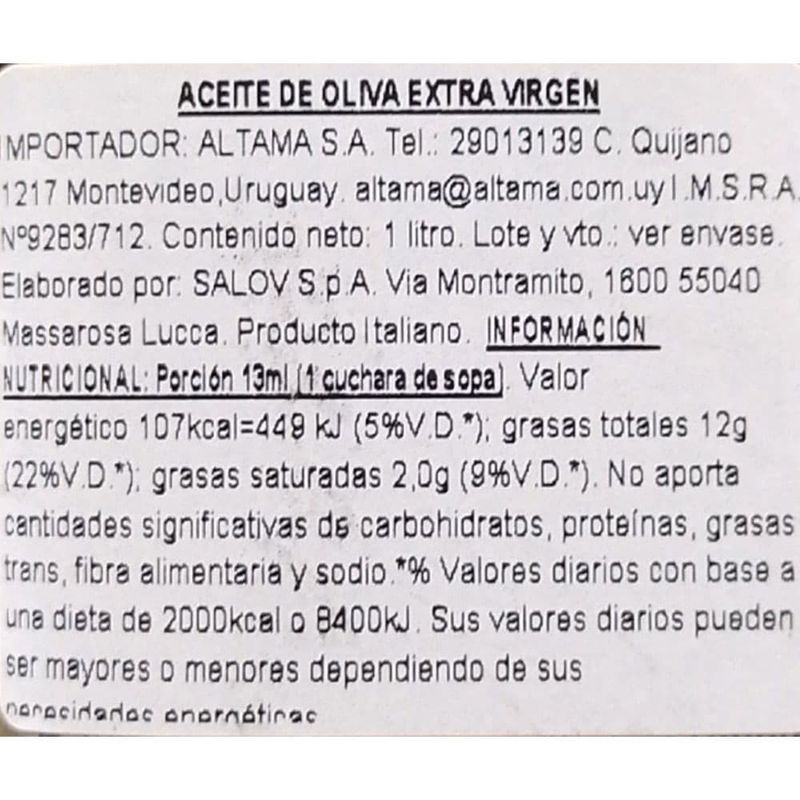 ACEITE DE OLIVA EXTRA VIRGEN
IMPORTADOR: ALTAMA S.A. Tel.: 29013139 C. Quijano
1217 Montevideo,Uruguay. altama@altama.com.uy I.M.S.R.A.
Nº9283/712. Contenido neto: 1 litro. Lote y vto.: ver envase.
Elaborado por: SALOV S.p.A. Via Montramito, 1600 55040
Massarosa Lucca. Producto Italiano. INFORMACIÓN
NUTRICIONAL: Porción 13ml (1 cuchara de sopa). Valor
energético 107kcal=449 kJ (5%V.D.*); grasas totales 12g
(22%V.D.*); grasas saturadas 2,0g (9%V.D.*). No aporta
cantidades significativas de carbohidratos, proteínas, grasas
trans, fibra alimentaria y sodio.*% Valores diarios con base a
una dieta de 2000kcal o 8400kJ. Sus valores diarios pueden
ser mayores o menores dependiendo de sus
necesidades energéticas